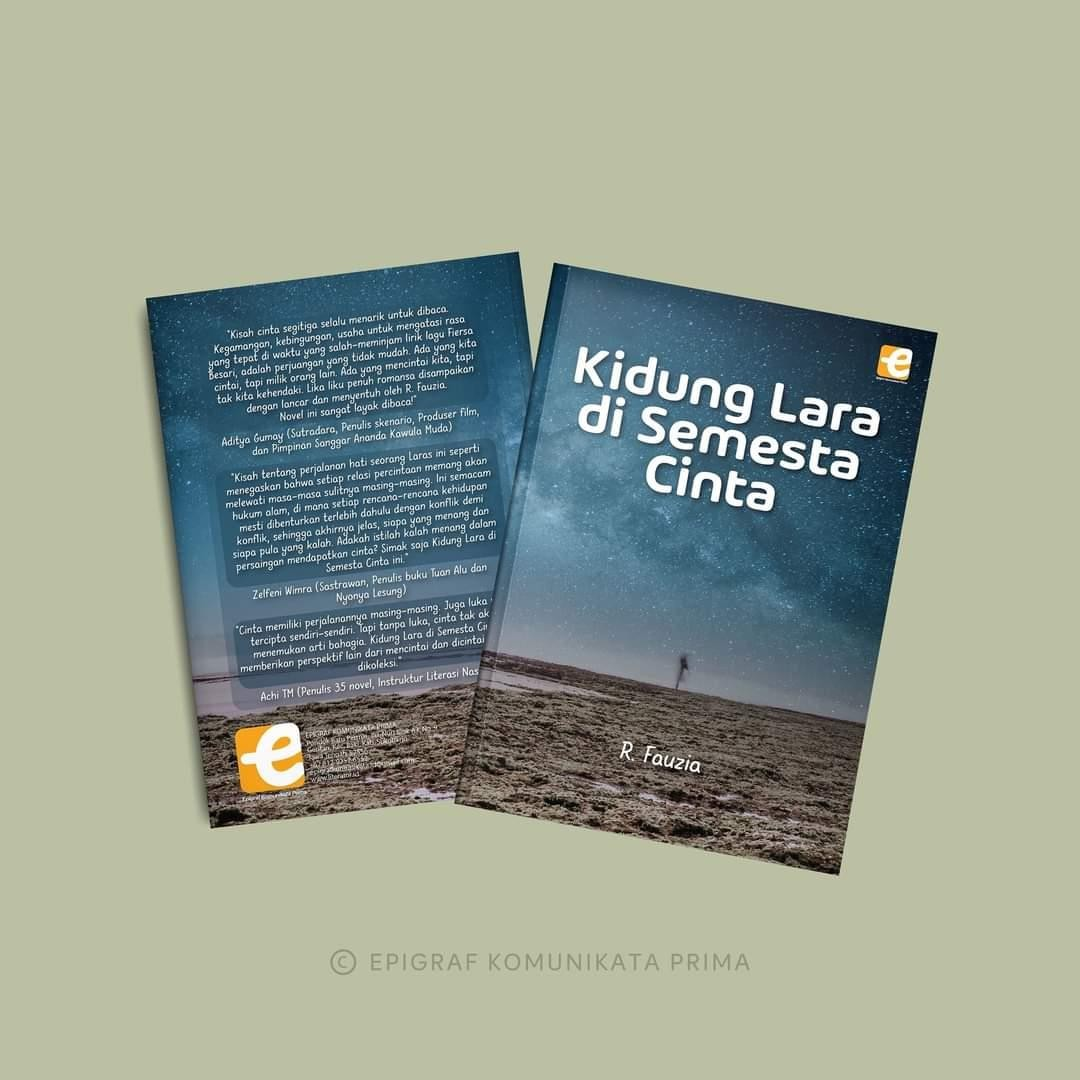 "Kisah cinta segitiga selalu menarik untuk dibaca.
Kegamangan, kebingungan, usaha untuk mengatasi rasa
yang tepat di waktu yang salah-meminjam lirik lagu Fiersa
Besari, adalah perjuangan yang tidak mudah. Ada yang kita
cintai, tapi milik orang lain. Ada yang mencintai kita, tapi
tak kita kehendaki. Lika liku penuh romansa disampaikan
dengan lancar dan menyentuh oleh R. Fauzia.
Novel ini sangat layak dibaca!"
Aditya Gumay (Sutradara, Penulis skenario, Produser film,
dan Pimpinan Sanggar Ananda Kawula Muda)
"Kisah tentang perjalanan hati seorang Laras ini seperti
menegaskan bahwa setiap relasi percintaan memang akan
melewati masa-masa sulitnya masing-masing. Ini semacam
hukum alam, di mana setiap rencana-rencana kehidupan
mesti dibenturkan terlebih dahulu dengan konflik demi
konflik, sehingga akhirnya jelas, siapa yang menang dan
siapa pula yang kalah. Adakah istilah kalah menang dalam
persaingan mendapatkan cinta? Simak saja Kidung Lara di
Semesta Cinta ini."
Zelfeni Wimra (Sastrawan, Penulis buku Tuan Alu dan
Nyonya Lesung)
"Cinta memiliki perjalanannya masing-masing. Juga luka
tercipta sendiri-sendiri. Tapi tanpa luka, cinta tak ak
menemukan arti bahagia. Kidung Lara di Semesta Ci
memberikan perspektif lain dari mencintai dan dicintai
dikoleksi."
Achi TM (Penulis 35 novel, Instruktur Literasi Nas
e
Epigraf Komunikata Prima
EPIGRAF KOMUNIKATA PRIMA
www.literator.id
e
Kidung Lara
di Semesta
Cinta
R. Fauzia
© EPIGRAF KOMUNIKATA PRIMA